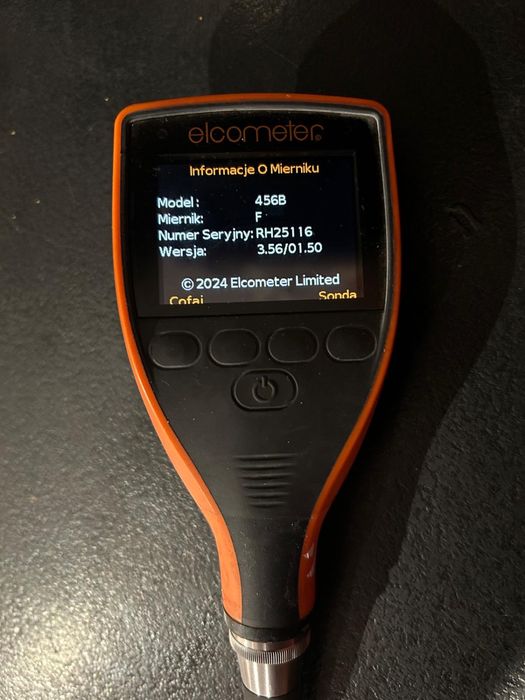 elcometer®
Informacje O Mierniku
Model: 456B
Miernik: F
Numer Seryjny: RH25116
Wersja: 3.56/01.50
© 2024 Elcometer Limited
Cofaj Sonda